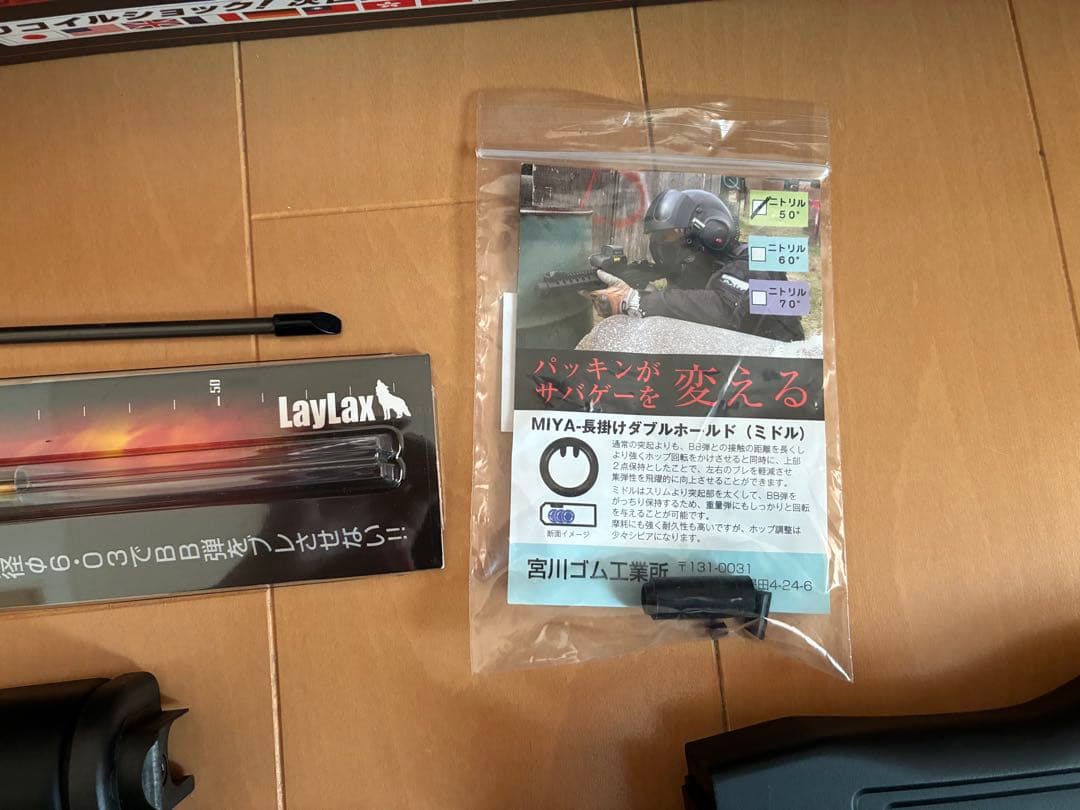 リコイルショック!
ニトリル
50°
ニトリル
60°
ニトリル
70°
パッキンが
サバゲーを 変える
MIYA-長掛けダブルホールド（ミドル）
通常の突起よりも、BB弾との接触の距離を長くし
より強くホップ回転をかけさせると同時に、上部
2点保持としたことで、左右のブレを軽減させ
集弾性を飛躍的に向上させることができます。
ミドルはスリムより突起部を太くして、BB弾を
がっちり保持するため、重量弾にもしっかりと回転
を与えることが可能です。
摩耗にも強く耐久性も高いですが、ホップ調整は
少々シビアになります。
断面イメージ
宮川ゴム工業所 〒131-0031
田4-24-6
50
LayLax
径φ6.03でBB弾をブレさせない!!